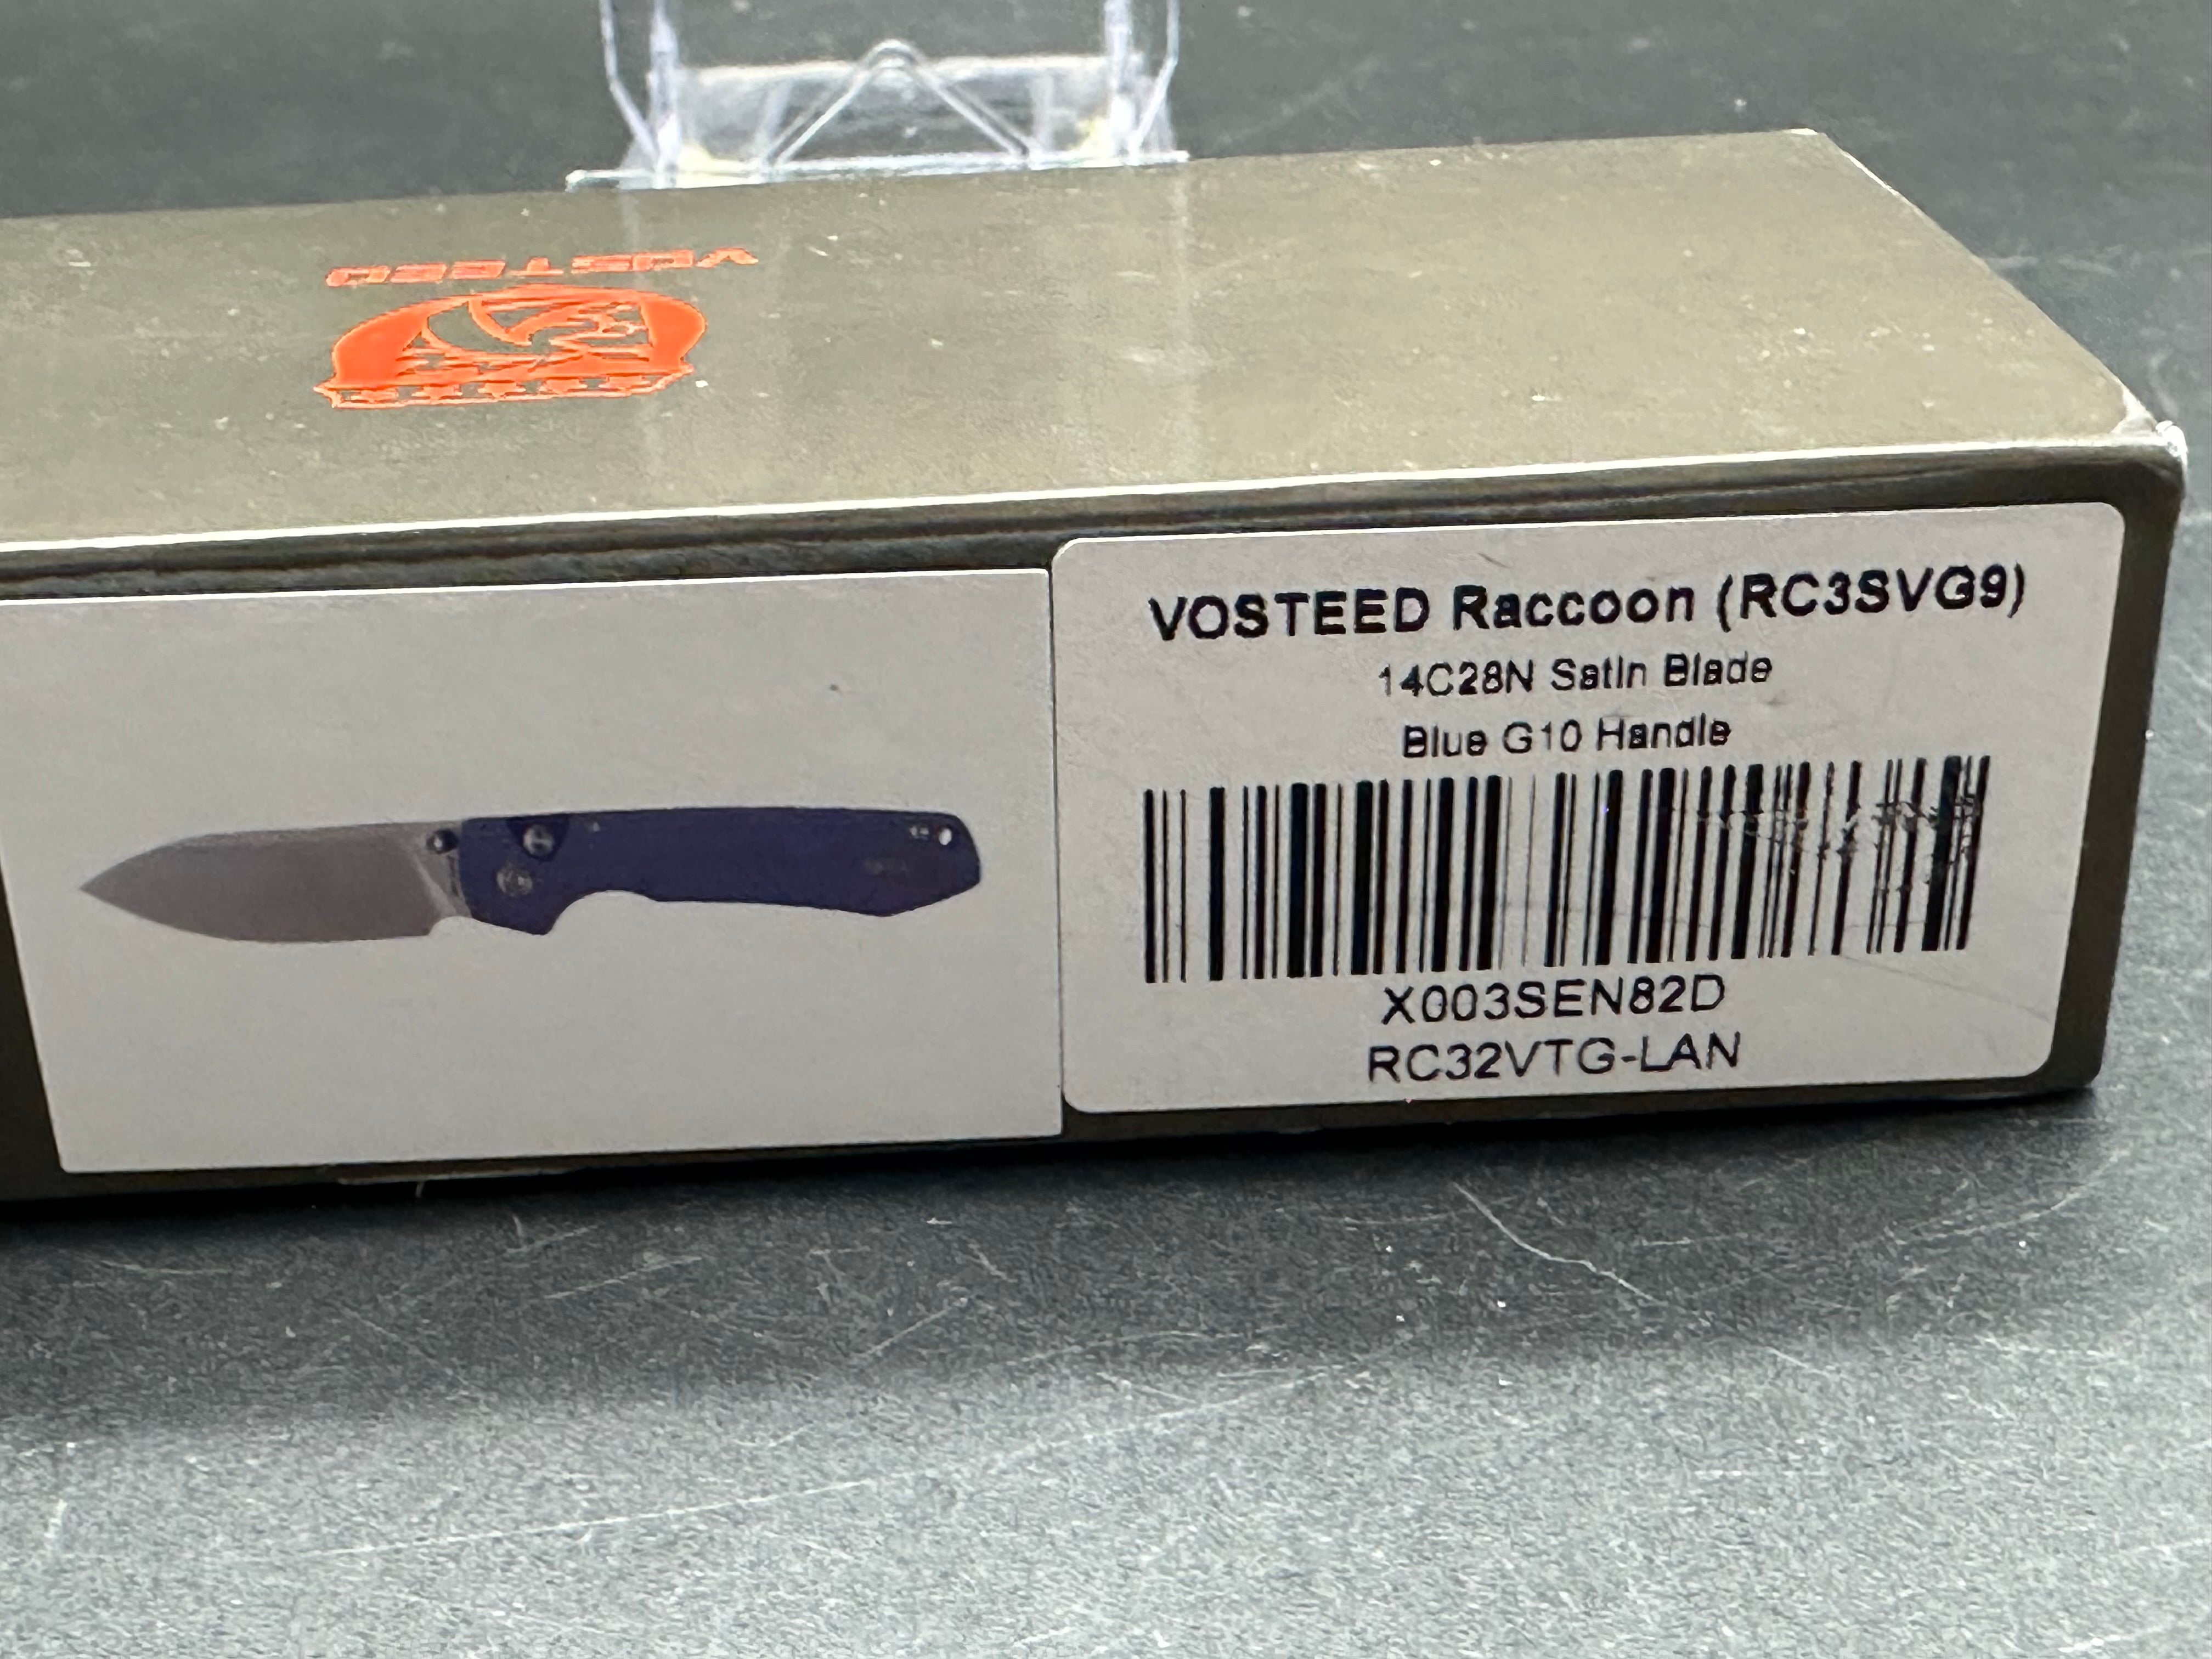 VOSTEED
VOSTEED Raccoon (RC3SVG9)
14C28N Satin Blade
Blue G10 Handle
X003SEN82D
RC32VTG-LAN